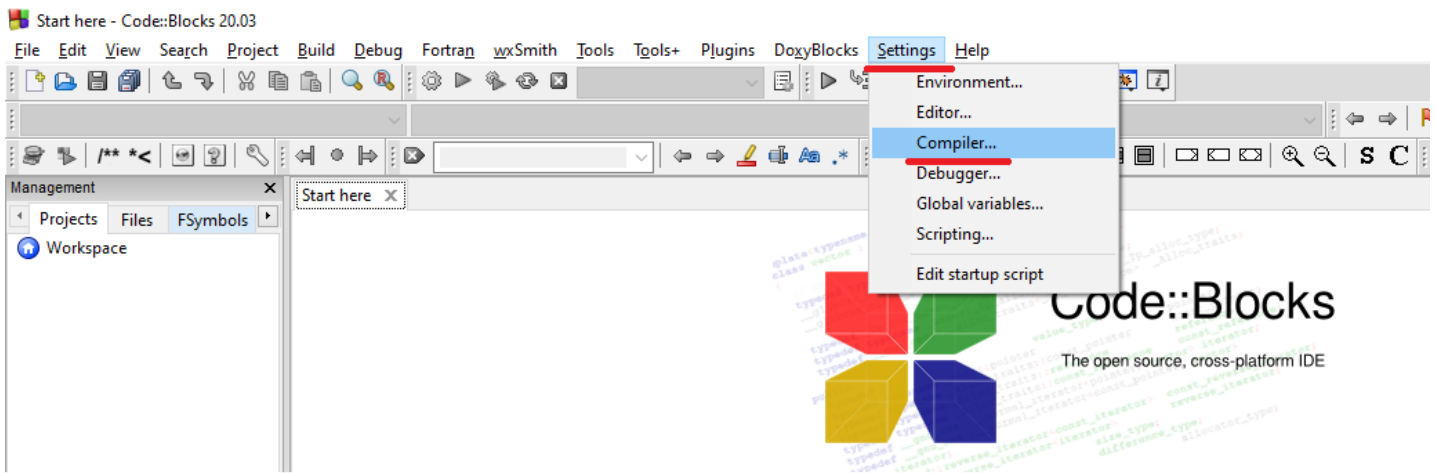 Start here - Code::Blocks 20.03
File Edit View Search Project Build Debug Fortran wxSmith Tools Tools+ Plugins DoxyBlocks Settings Help
Environment...
Editor...
Compiler...
Debugger...
Global variables...
Scripting...
Edit startup script
/** *<
.*
S C
Management
Projects Files FSymbols
Workspace
Start here
Code::Blocks
The open source, cross-platform IDE